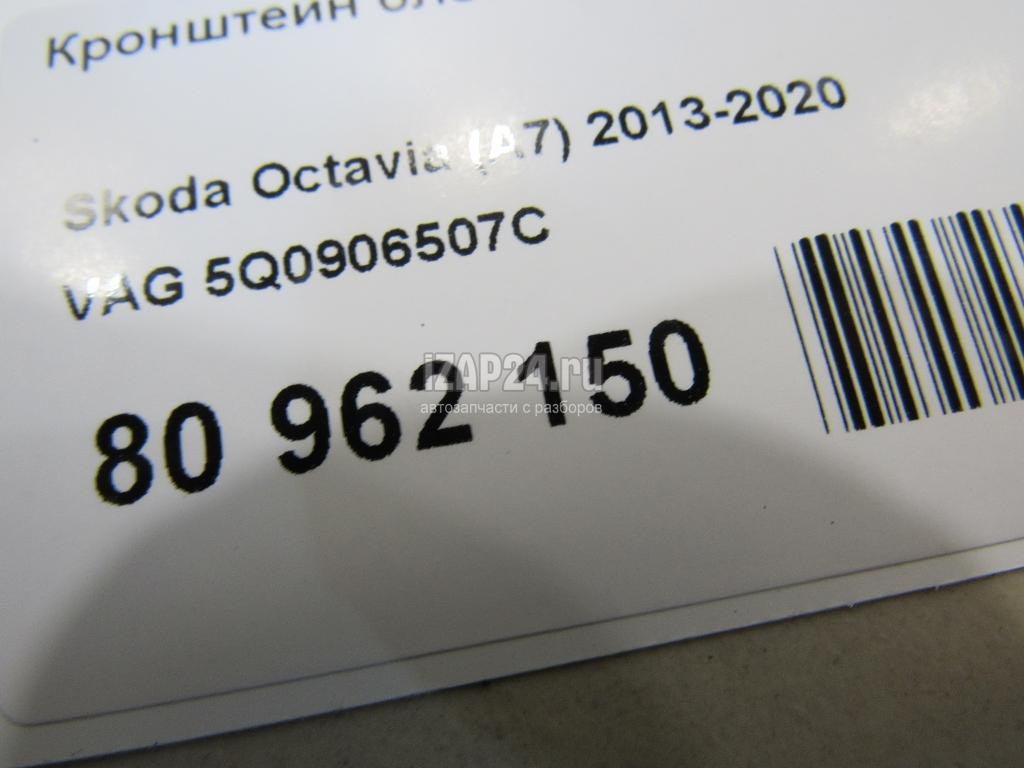 Кронштейн
Skoda Octavia (A7) 2013-2020
VAG 5Q0906507C
80 962 150
iZAP24.ru
автозапчасти с разборов